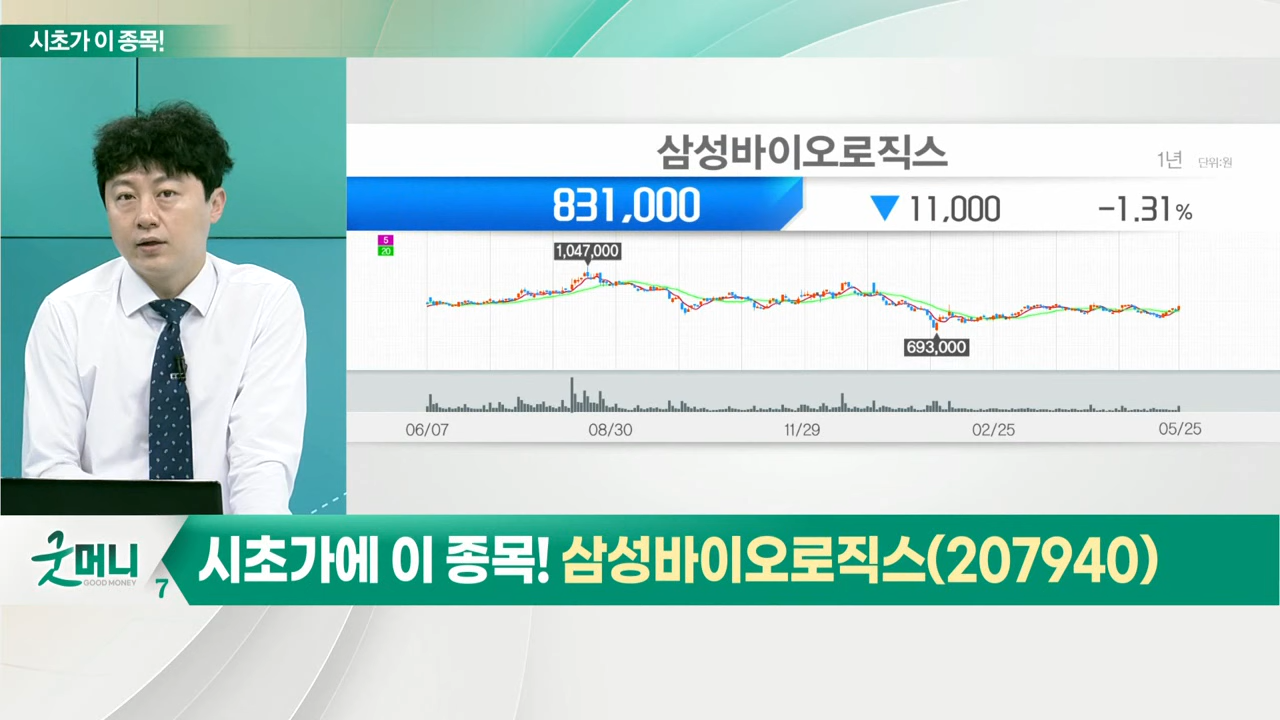 시초가 이 종목!
삼성바이오로직스
1년 단위:원
831,000 ▼ 11,000 -1.31%
5
20
1,047,000
693,000
06/07 08/30 11/29 02/25 05/25
굿머니
GOOD MONEY
7
시초가에 이 종목! 삼성바이오로직스(207940)